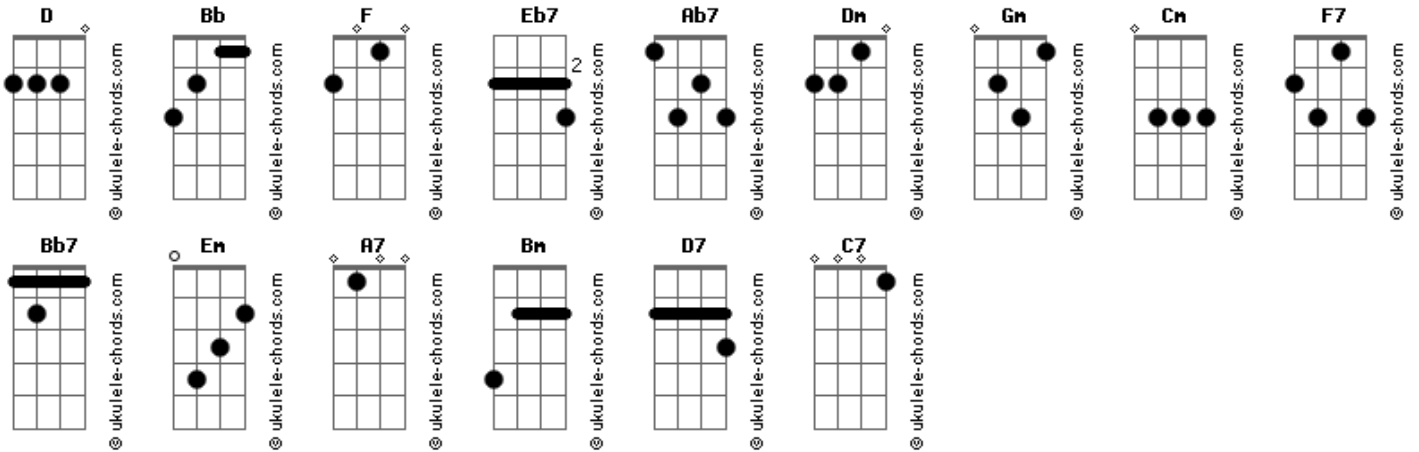 D Bb F Eb7 Ab7 Dm Gm Cm F7
2
© ukulele-chords.com © ukulele-chords.com © ukulele-chords.com © ukulele-chords.com © ukulele-chords.com © ukulele-chords.com © ukulele-chords.com © ukulele-chords.com © ukulele-chords.com
Bb7 Em A7 Bm D7 C7
© ukulele-chords.com © ukulele-chords.com © ukulele-chords.com © ukulele-chords.com © ukulele-chords.com © ukulele-chords.com